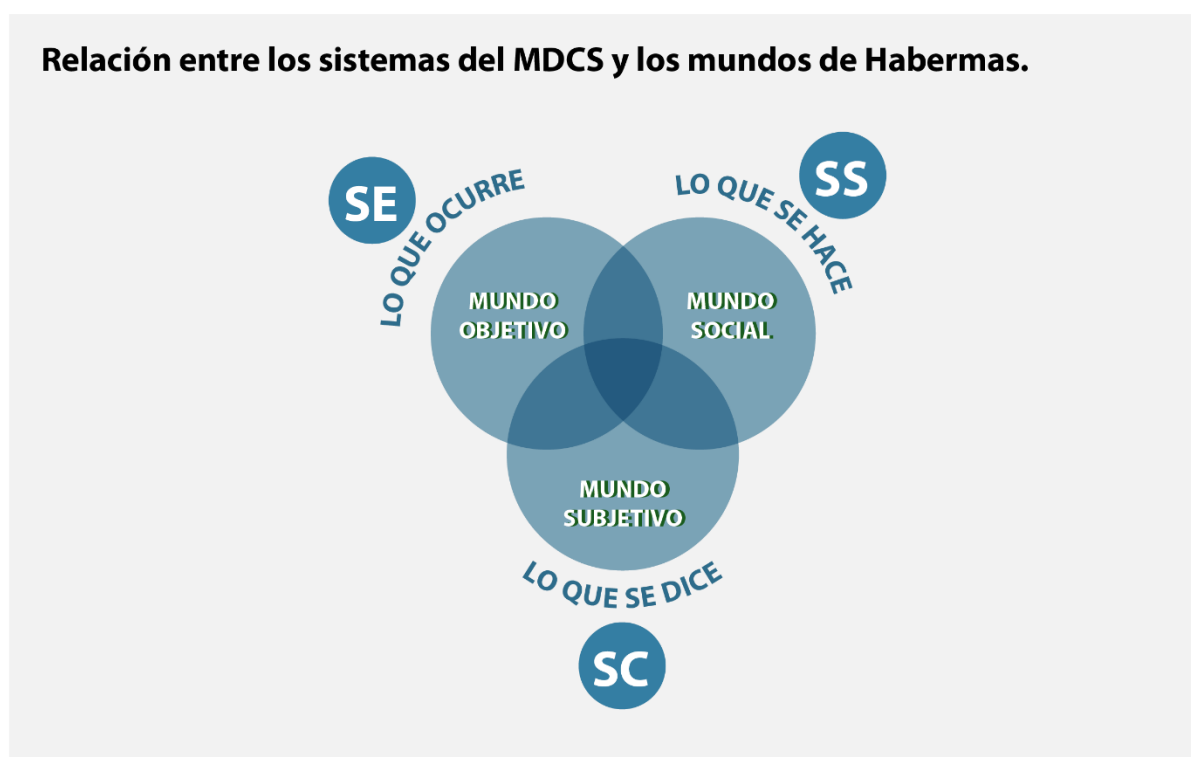 Relación entre los sistemas del MDCS y los mundos de Habermas.
SE
LO QUE OCURRE
LO QUE SE HACE
SS
MUNDO
OBJETIVO
MUNDO
SOCIAL.
MUNDO
SUBJETIVO
LO QUE SE DICE
SC